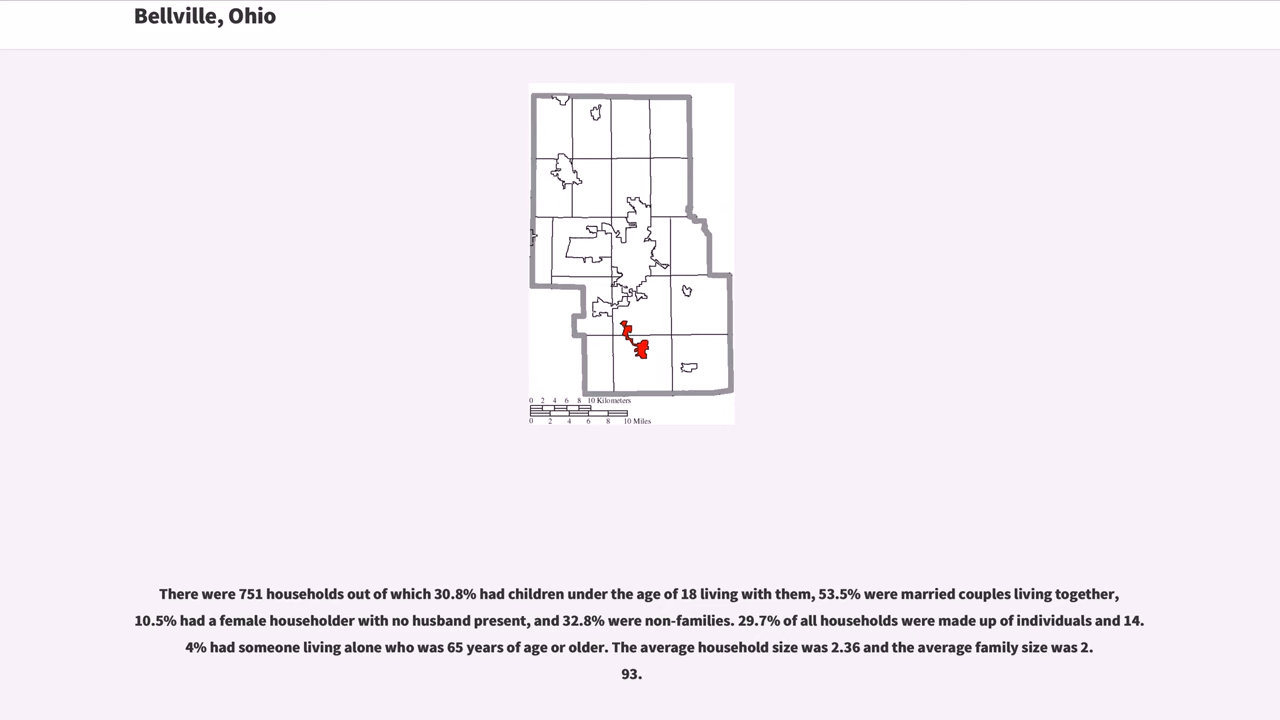 Bellville, Ohio
0 2 4 6 8 10 Kilometers
0 2 4 6 8 10 Miles
There were 751 households out of which 30.8% had children under the age of 18 living with them, 53.5% were married couples living together,
10.5% had a female householder with no husband present, and 32.8% were non-families. 29.7% of all households were made up of individuals and 14.
4% had someone living alone who was 65 years of age or older. The average household size was 2.36 and the average family size was 2.
93.